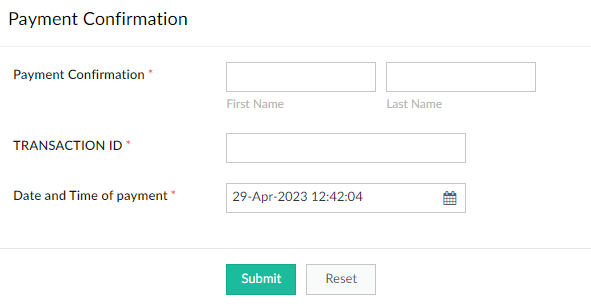 Payment Confirmation
Payment Confirmation *
First Name Last Name
TRANSACTION ID *
Date and Time of payment * 29-Apr-2023 12:42:04
Submit Reset